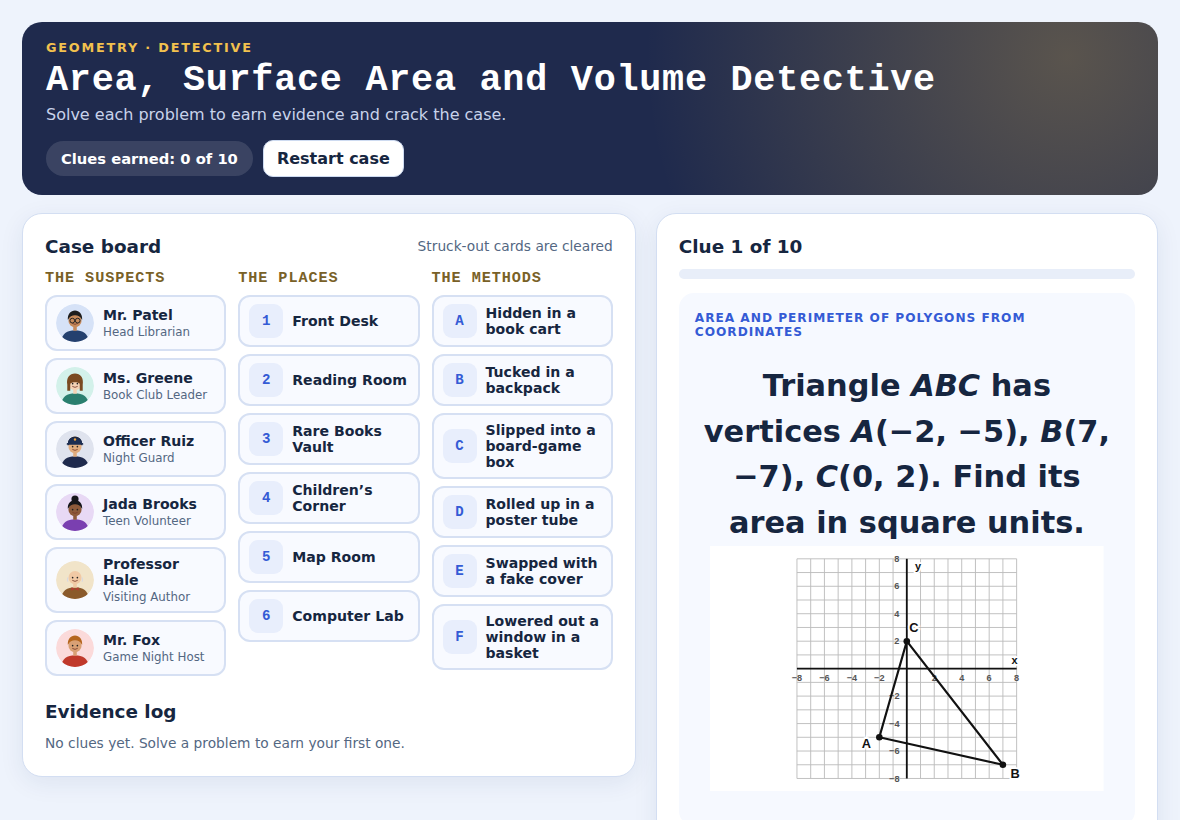 GEOMETRY · DETECTIVE
Area, Surface Area and Volume Detective
Solve each problem to earn evidence and crack the case.
Clues earned: 0 of 10
Restart case
Case board
Struck-out cards are cleared
THE SUSPECTS
Mr. Patel
Head Librarian
Ms. Greene
Book Club Leader
Officer Ruiz
Night Guard
Jada Brooks
Teen Volunteer
Professor
Hale
Visiting Author
Mr. Fox
Game Night Host
THE PLACES
1
Front Desk
2
Reading Room
3
Rare Books
Vault
4
Children’s
Corner
5
Map Room
6
Computer Lab
THE METHODS
A
Hidden in a
book cart
B
Tucked in a
backpack
C
Slipped into a
board-game
box
D
Rolled up in a
poster tube
E
Swapped with
a fake cover
F
Lowered out a
window in a
basket
Evidence log
No clues yet. Solve a problem to earn your first one.
Clue 1 of 10
AREA AND PERIMETER OF POLYGONS FROM
COORDINATES
Triangle ABC has
vertices A(−2, −5), B(7,
−7), C(0, 2). Find its
area in square units.
8
y
6
4
C
2
x
−8 −6 −4 −2 2 4 6 8
−2
−4
A
−6
B
−8